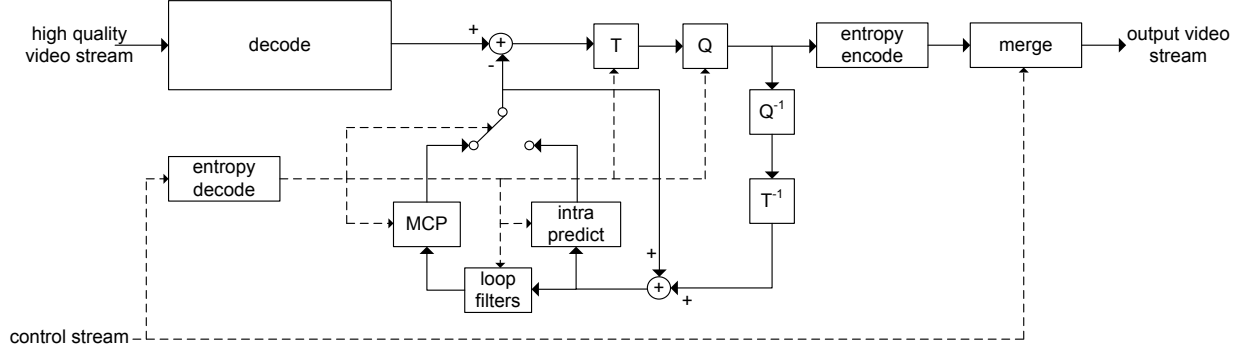 high quality
video stream
decode
+
+
-
T
Q
entropy
encode
merge
output video
stream
Q-1
entropy
decode
T-1
MCP
intra
predict
loop
filters
+
+
+
control stream